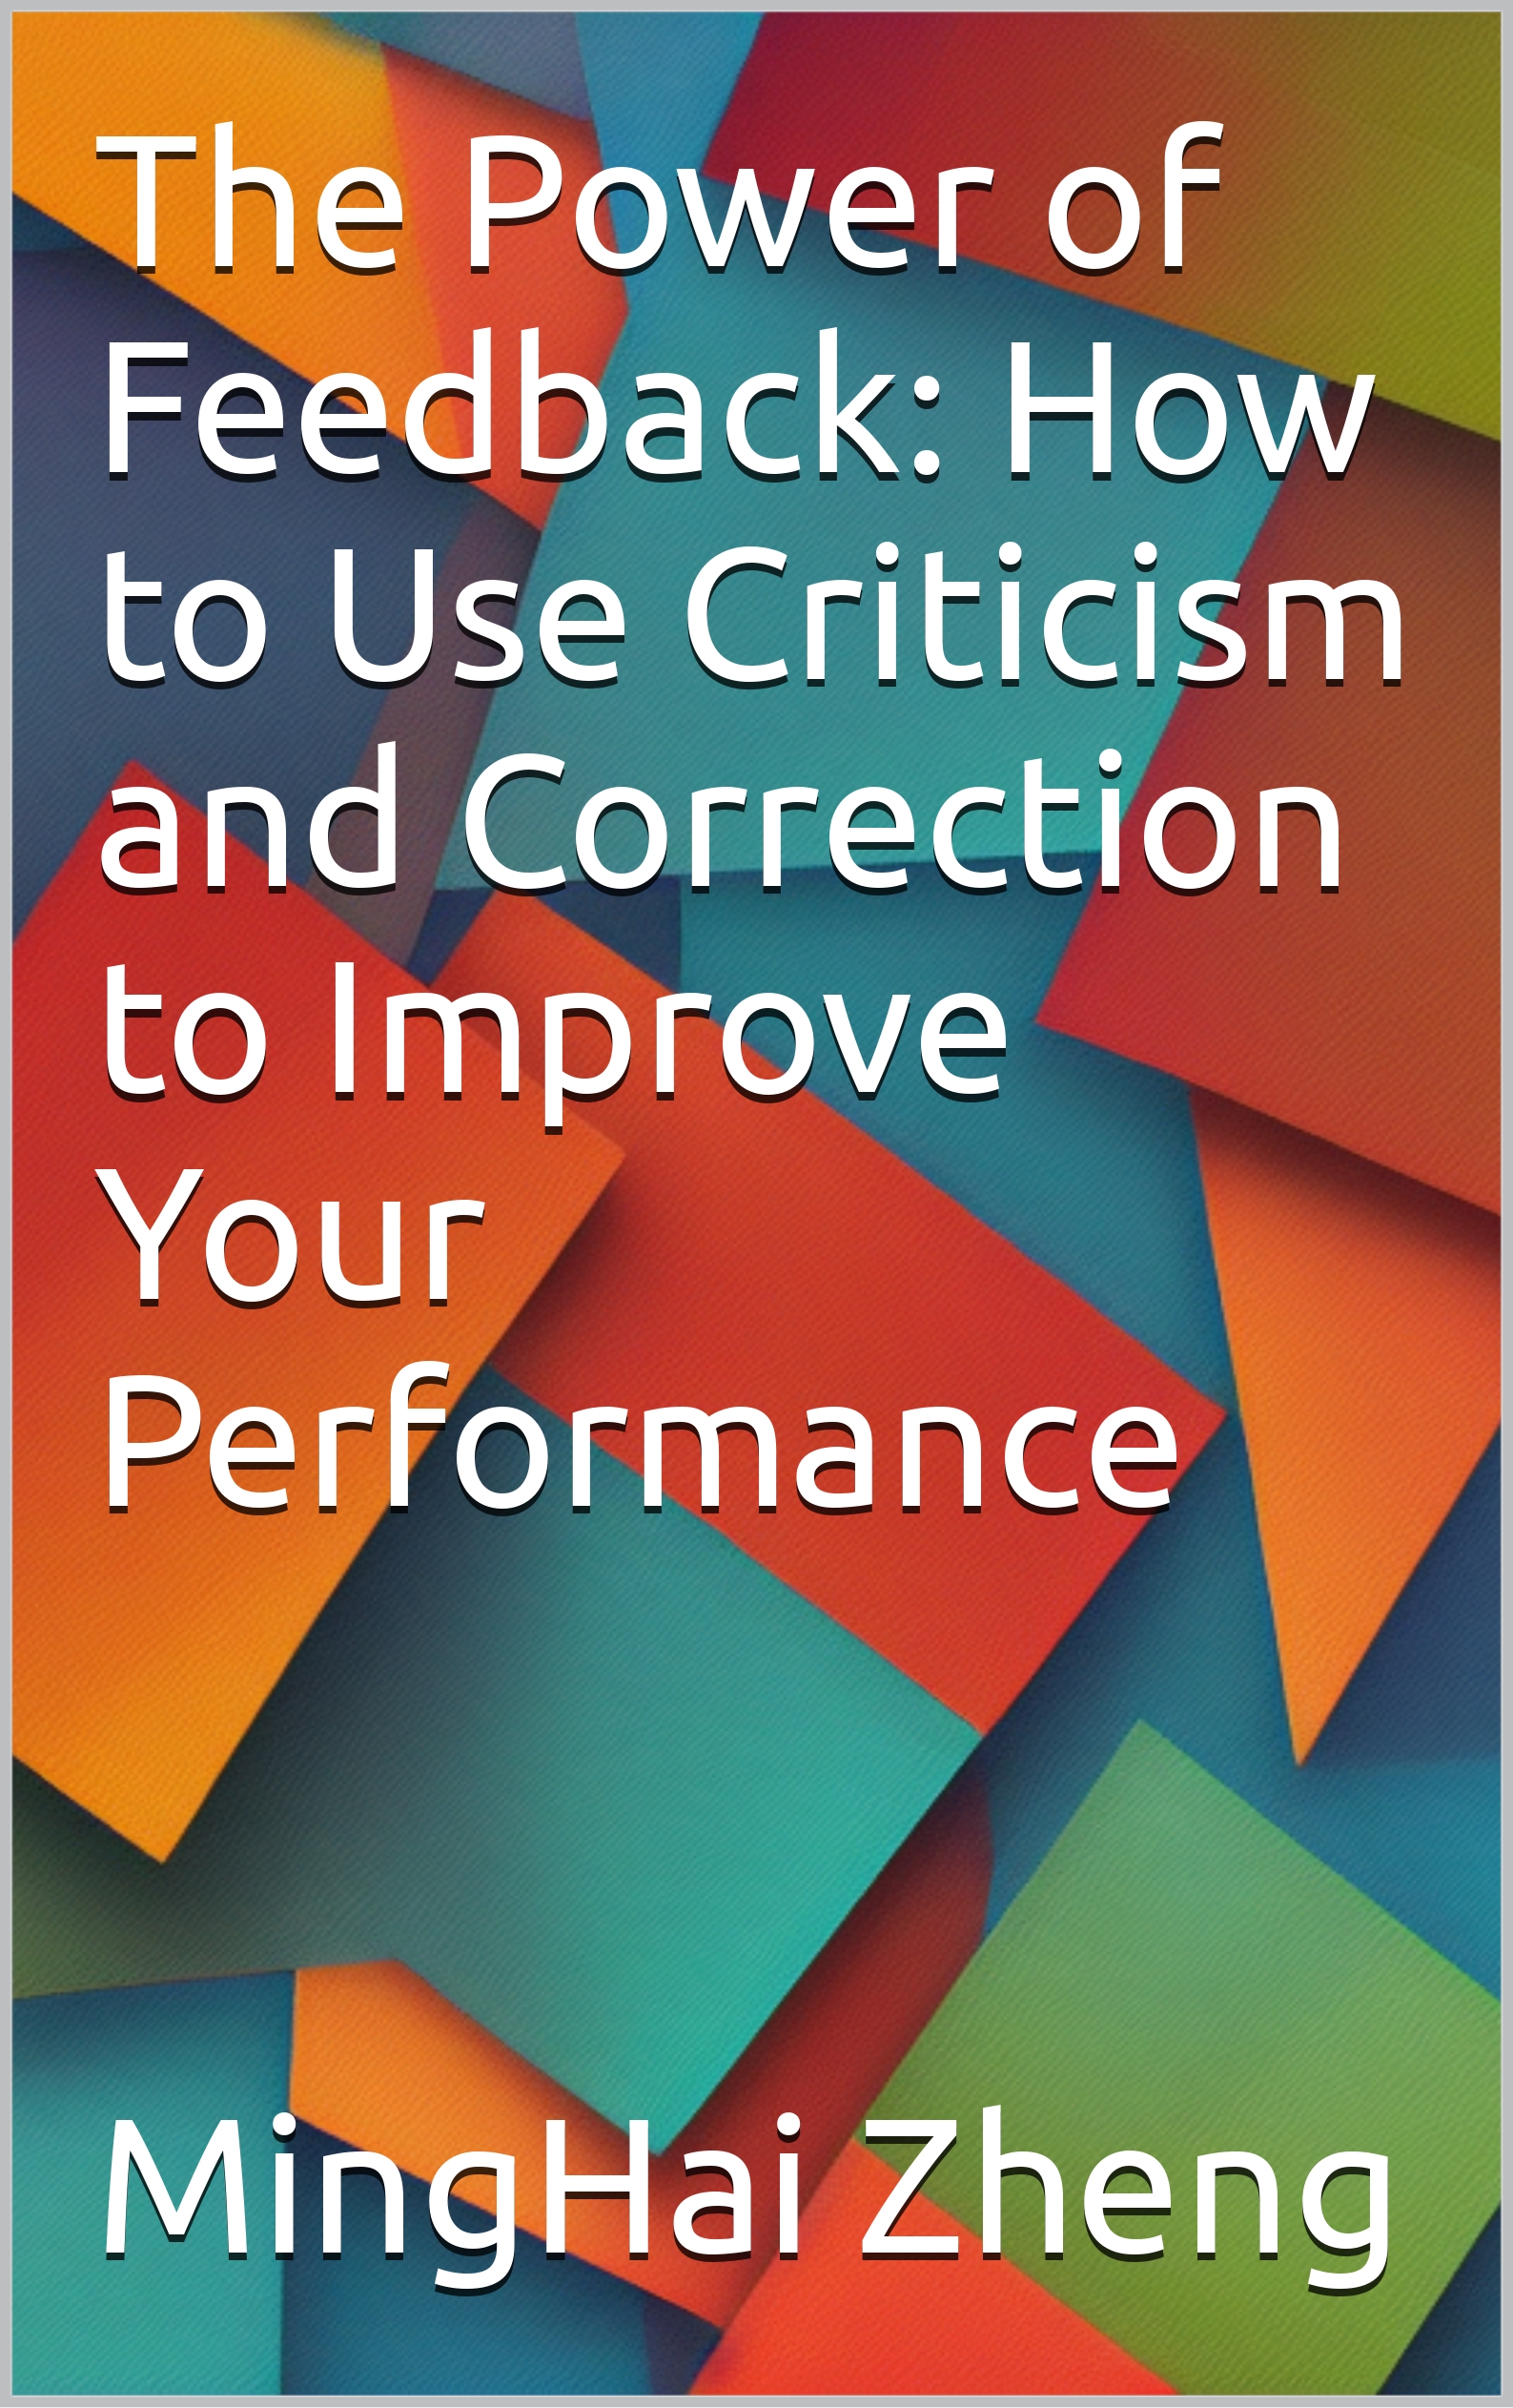 The Power of
Feedback: How
to Use Criticism
and Correction
to Improve
Your
Performance
MingHai Zheng